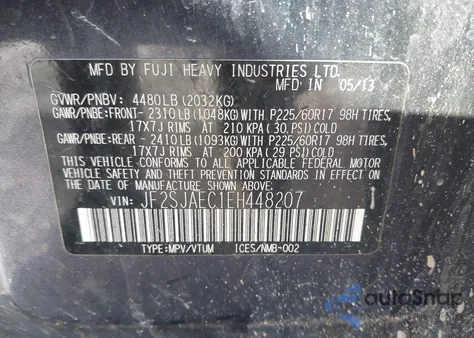 MFD BY FUJI HEAVY INDUSTRIES LTD.
MFD IN 05/13
GVWR/PNBV: 4480LB(2032KG)
GAWR/PNBE:FRONT- 2310LB(1048KG)WITH P225/60R17 98H TIRES,
17X7J RIMS AT 210 KPA( 30. PSI) COLD
GAWR/PNBE:REAR - 2410LB(1093KG)WITH P225/60R17 98H TIRES,
17X7J RIMS AT 200 KPA( 29 PSI) COLD
THIS VEHICLE CONFORMS TO ALL APPLICABLE FEDERAL MOTOR
VEHICLE SAFETY, BUMPER, AND THEFT PREVENTION STANDARDS
IN EFFECT ON THE DATE OF MANUFACTURE SHOWN ABOVE.
VIN: JF2SJAEC1EH448207
TYPE:MPV/VTUM ICES/NMB-002
autoSnap